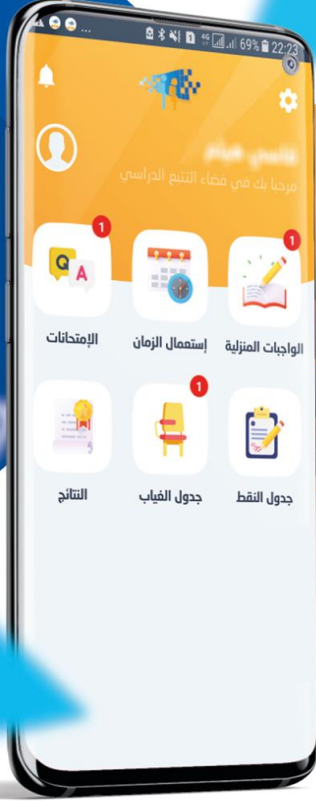 69% 22:23
مرحبا بك في فضاء التتبع الدراسي
1
1
Q A
الواجبات المنزلية
إستعمال الزمان
الإمتحانات
1
جدول النقط
جدول الغياب
النتائج